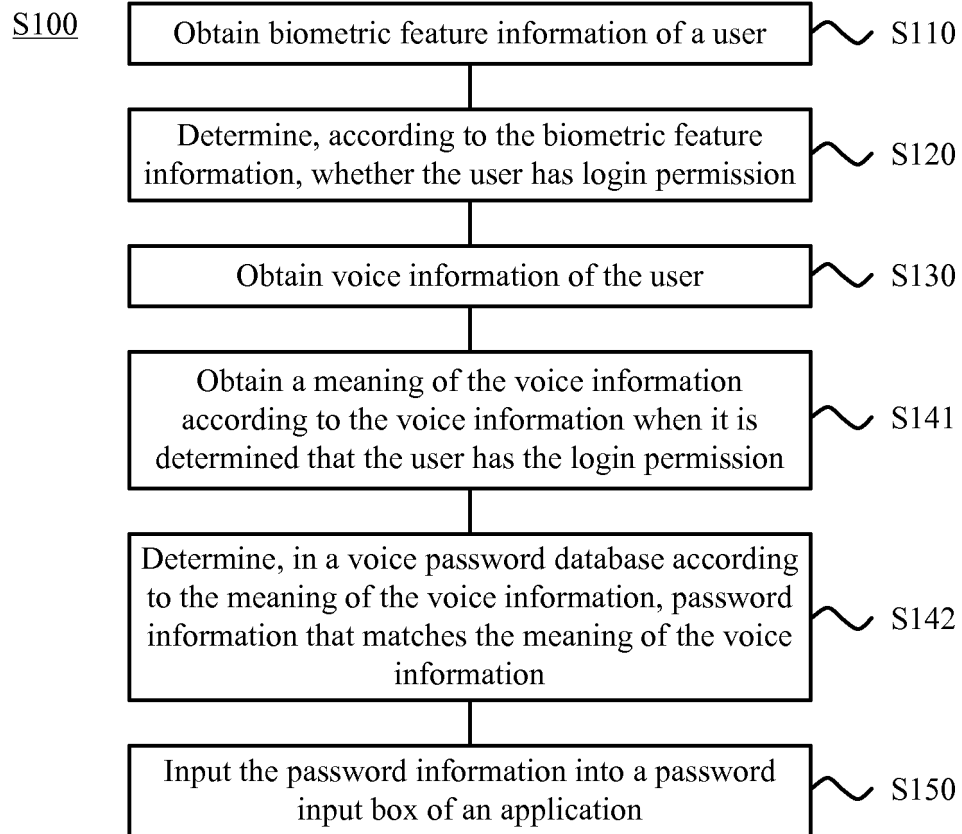 S100
Obtain biometric feature information of a user
S110
Determine, according to the biometric feature
information, whether the user has login permission
S120
Obtain voice information of the user
S130
Obtain a meaning of the voice information
according to the voice information when it is
determined that the user has the login permission
S141
Determine, in a voice password database according
to the meaning of the voice information, password
information that matches the meaning of the voice
information
S142
Input the password information into a password
input box of an application
S150